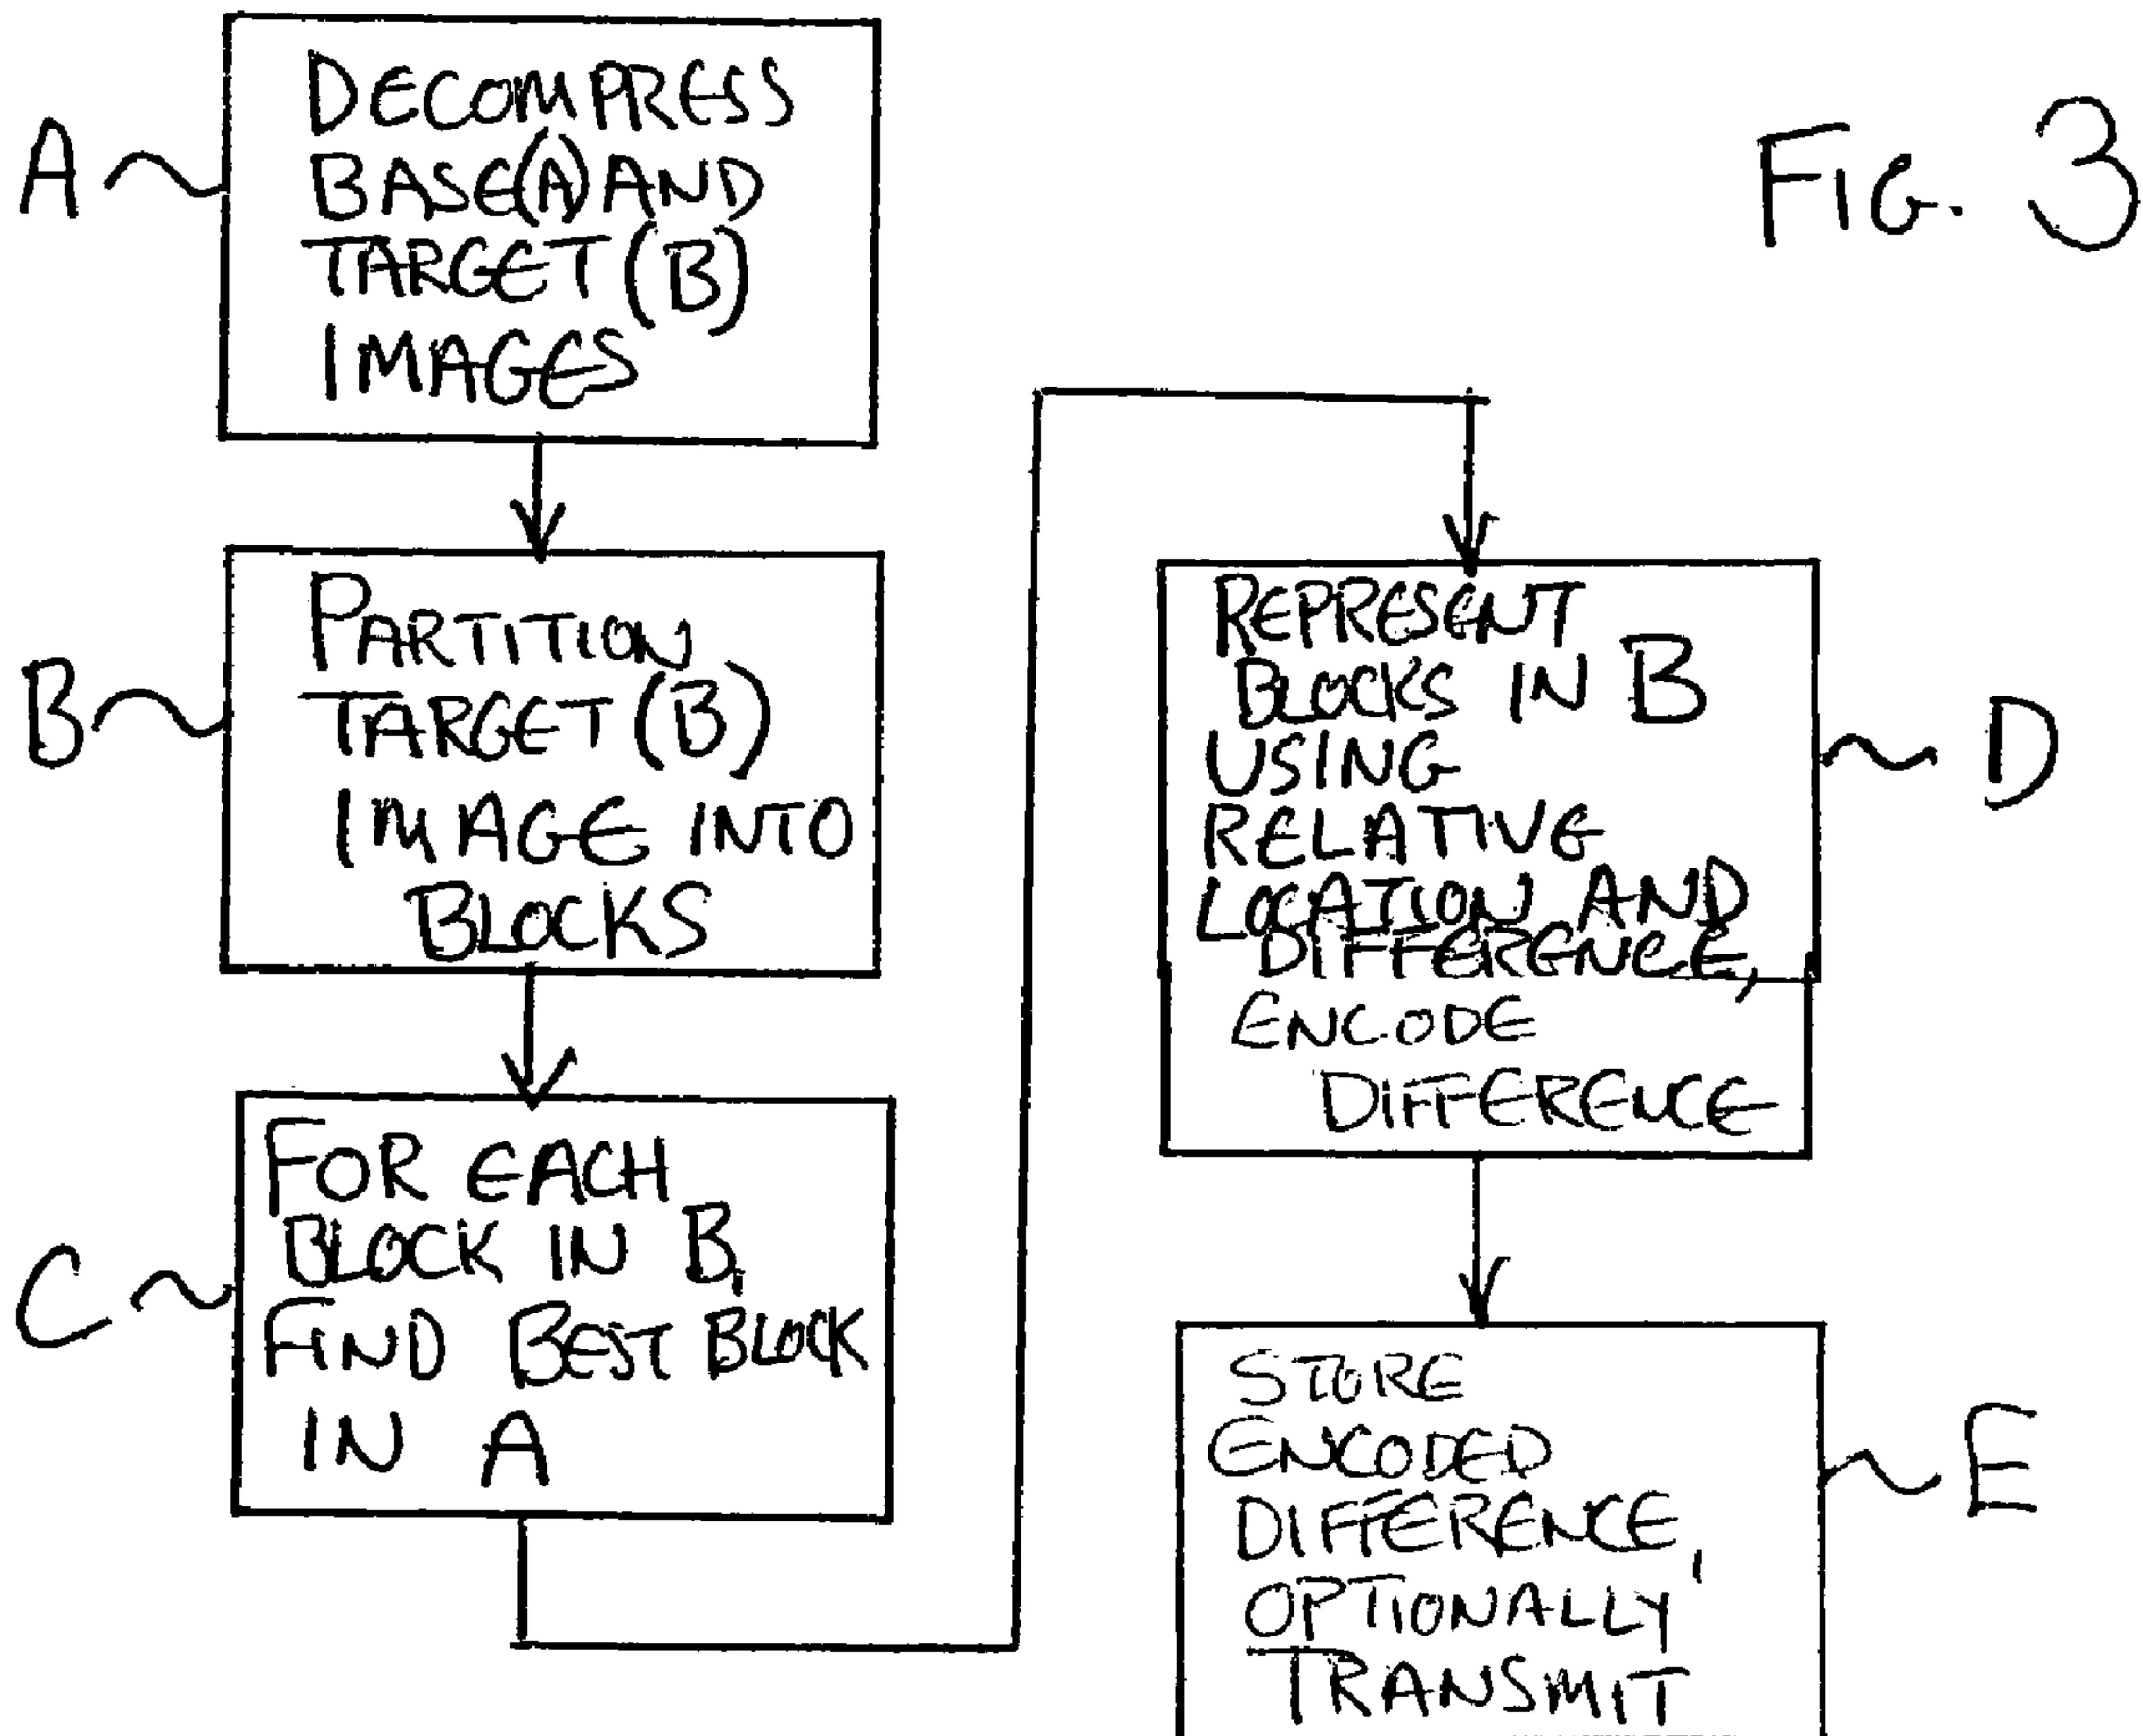 FIG. 3
A
DECOMPRESS
BASE(A) AND
TARGET (B)
IMAGES
B
PARTITION
TARGET (B)
IMAGE INTO
BLOCKS
C
FOR EACH
BLOCK IN B,
FIND BEST BLOCK
IN A
REPRESENT
BLOCKS IN B
USING
RELATIVE
LOCATION AND
DIFFERENCE,
ENCODE
DIFFERENCE
D
STORE
ENCODED
DIFFERENCE,
OPTIONALLY
TRANSMIT
E